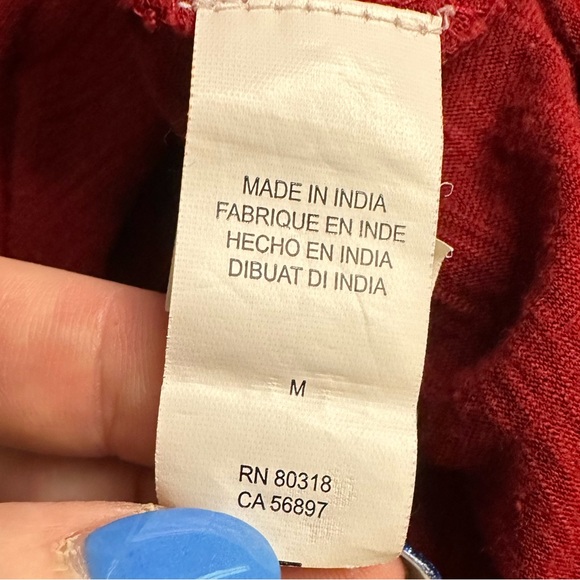 MADE IN INDIA
FABRIQUE EN INDE
HECHO EN INDIA
DIBUAT DI INDIA
M
RN 80318
CA 56897